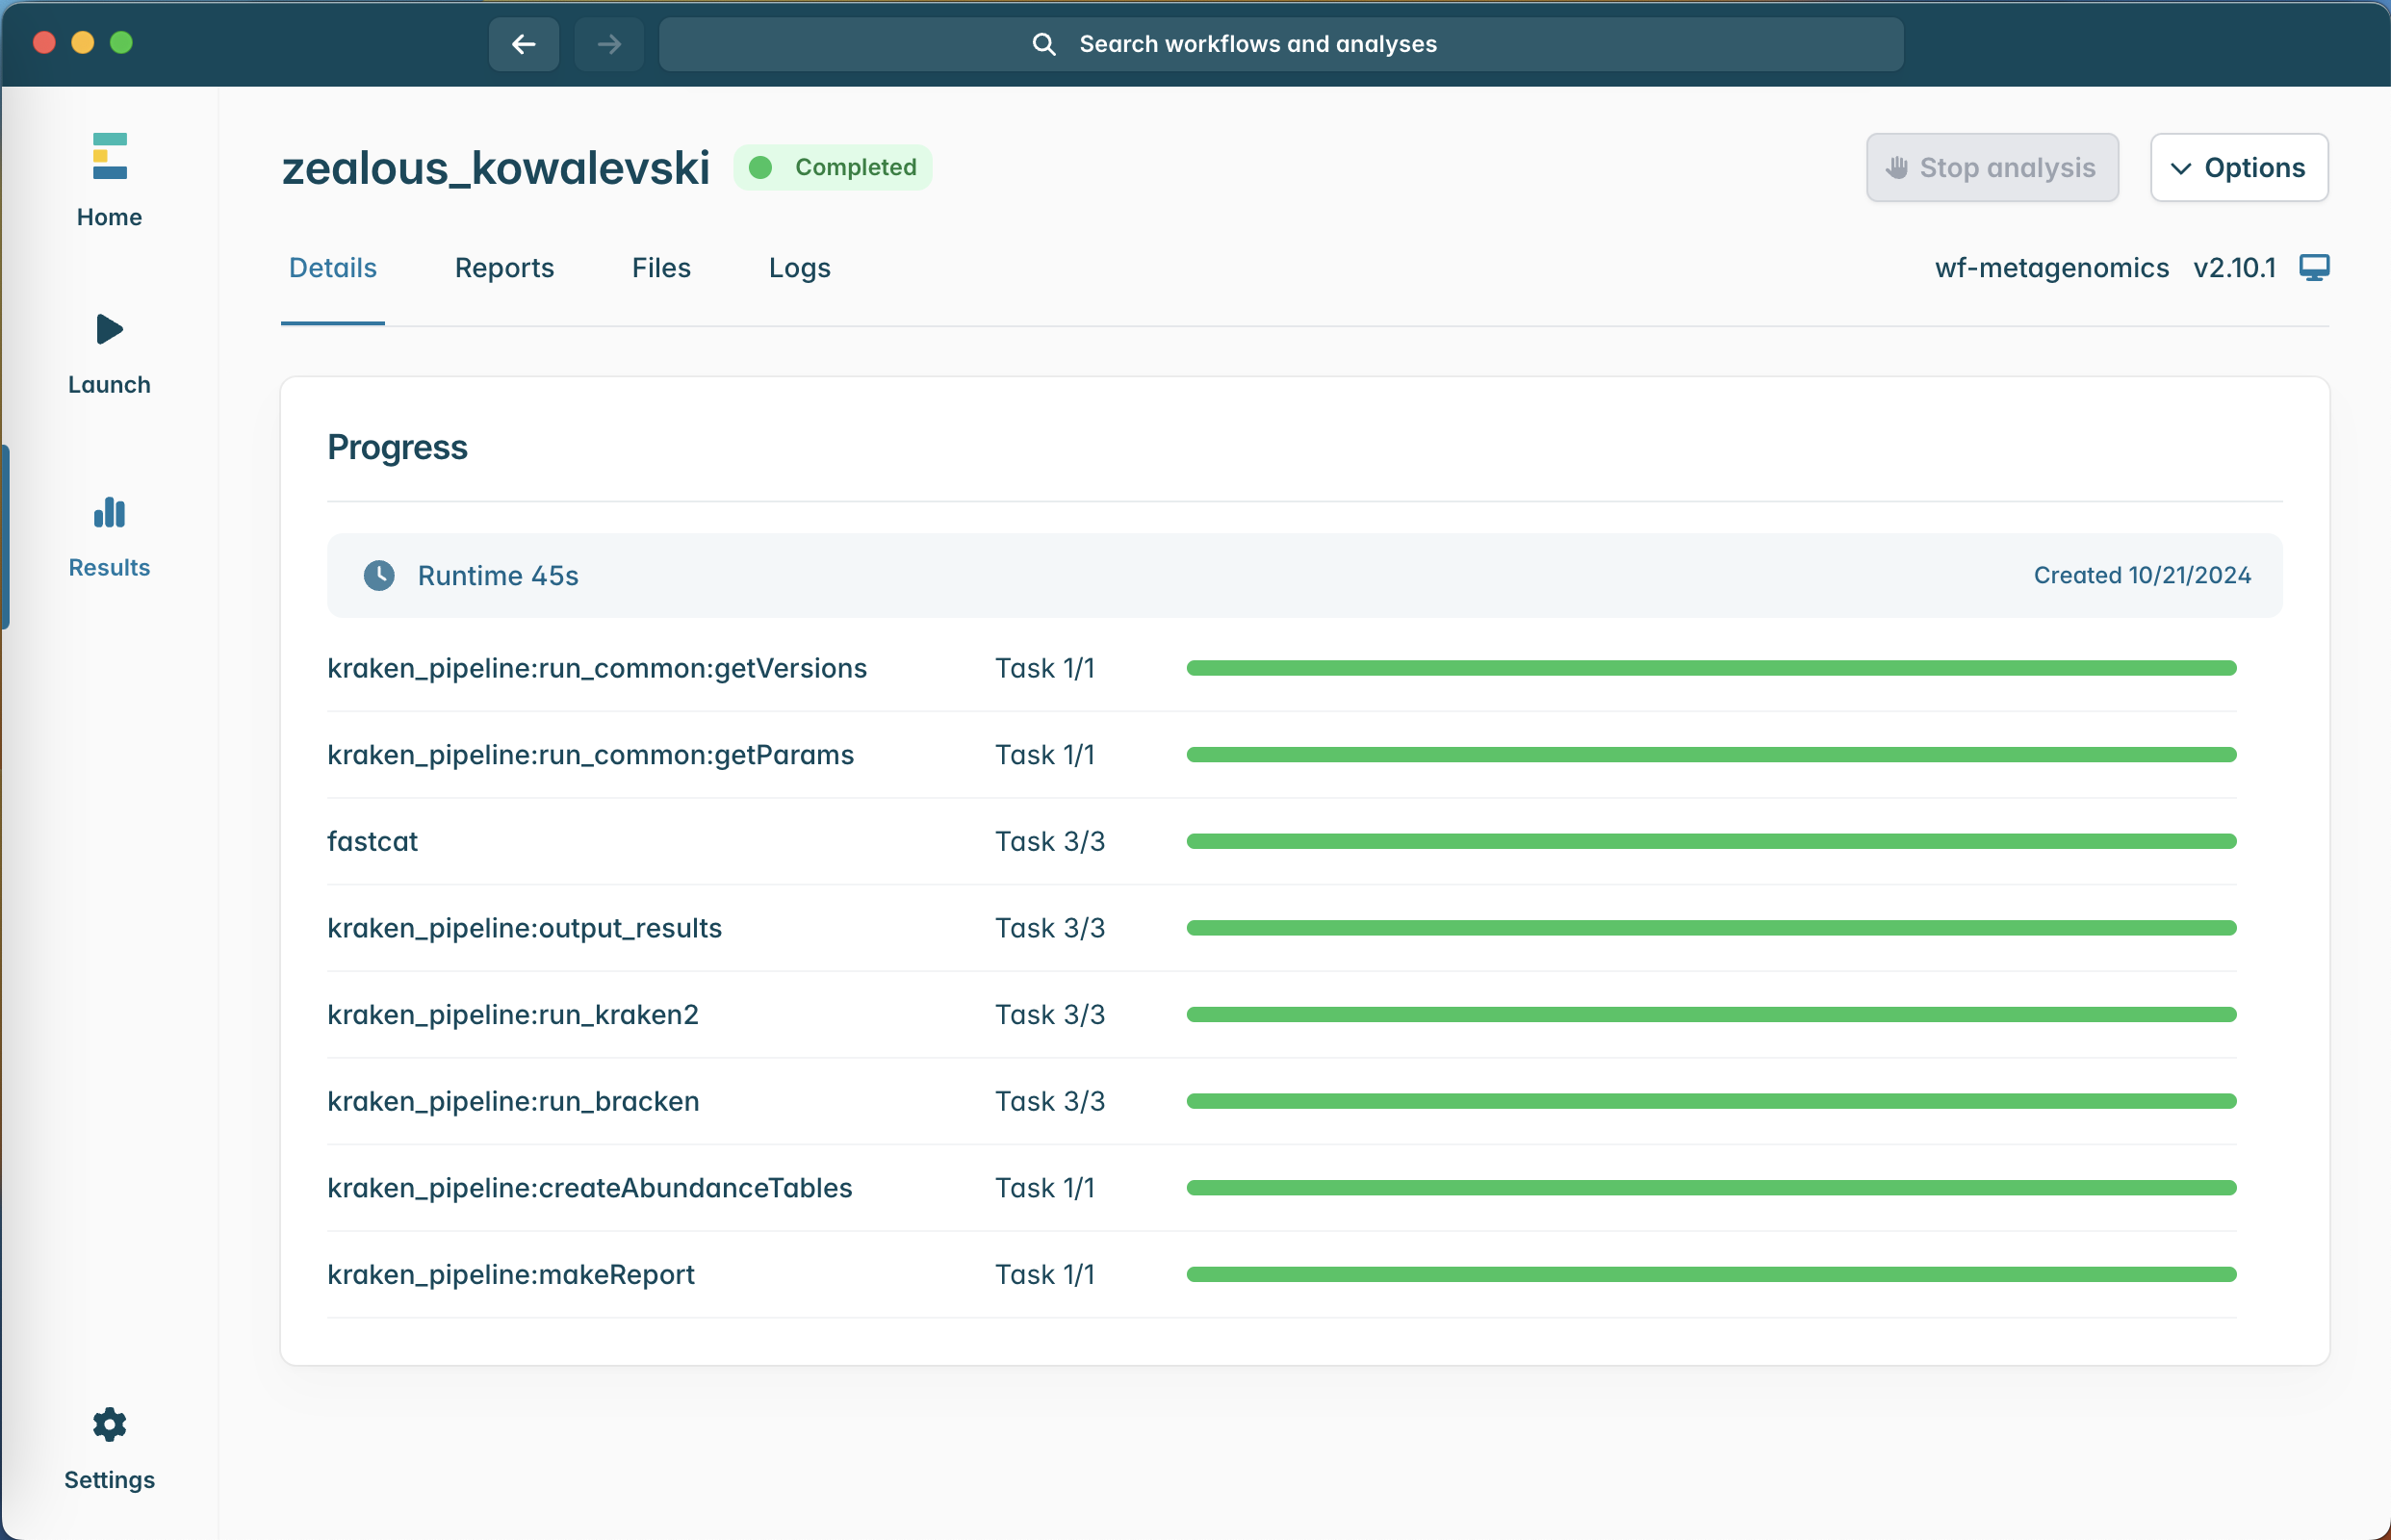 Search workflows and analyses
Home
Launch
Results
Settings
zealous_kowalevski
Completed
Stop analysis
Options
Details
Reports
Files
Logs
wf-metagenomics v2.10.1
Progress
Runtime 45s
Created 10/21/2024
kraken_pipeline:run_common:getVersions Task 1/1
kraken_pipeline:run_common:getParams Task 1/1
fastcat Task 3/3
kraken_pipeline:output_results Task 3/3
kraken_pipeline:run_kraken2 Task 3/3
kraken_pipeline:run_bracken Task 3/3
kraken_pipeline:createAbundanceTables Task 1/1
kraken_pipeline:makeReport Task 1/1